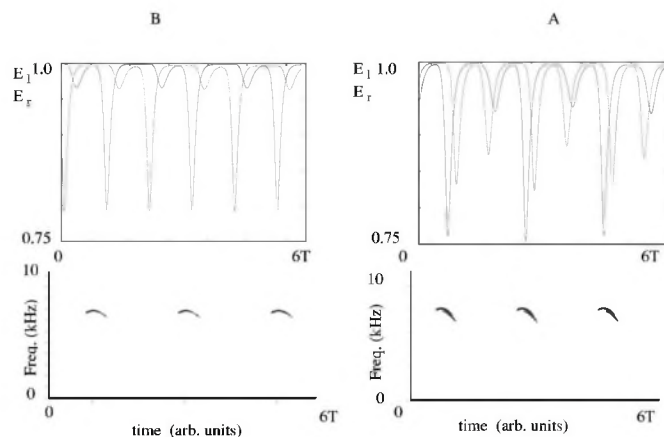 B
A
E l 1.0
E r
0.75
0
6T
E l 1.0
E r
0.75
0
6T
10
Freq. (kHz)
0
6T
time (arb. units)
10
Freq. (kHz)
0
0
6T
time (arb. units)